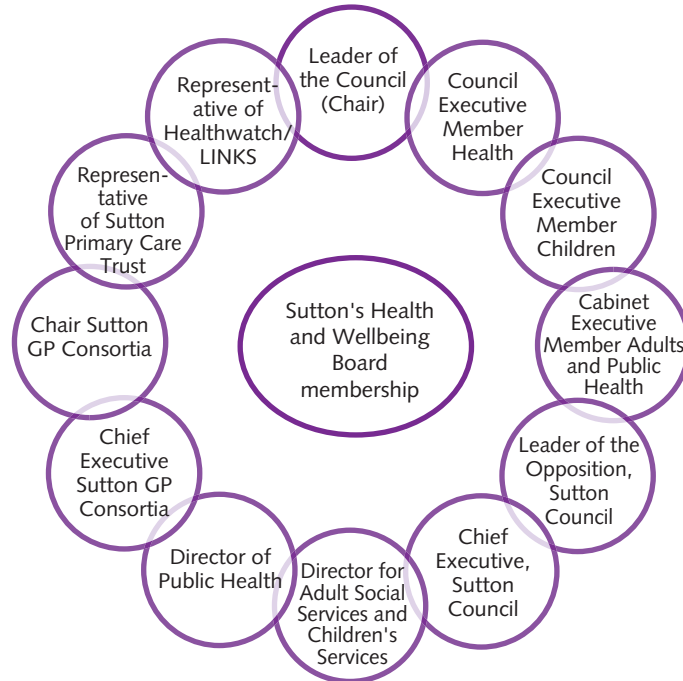 Leader of
the Council
(Chair)
Council
Executive
Member
Health
Council
Executive
Member
Children
Cabinet
Executive
Member Adults
and Public
Health
Leader of the
Opposition,
Sutton
Council
Chief
Executive,
Sutton
Council
Director for
Adult Social
Services and
Children's
Services
Director of
Public Health
Chief
Executive
Sutton GP
Consortia
Chair Sutton
GP Consortia
Represen-
tative
of Sutton
Primary Care
Trust
Represent-
ative of
Healthwatch/
LINKS
Sutton's Health
and Wellbeing
Board
membership